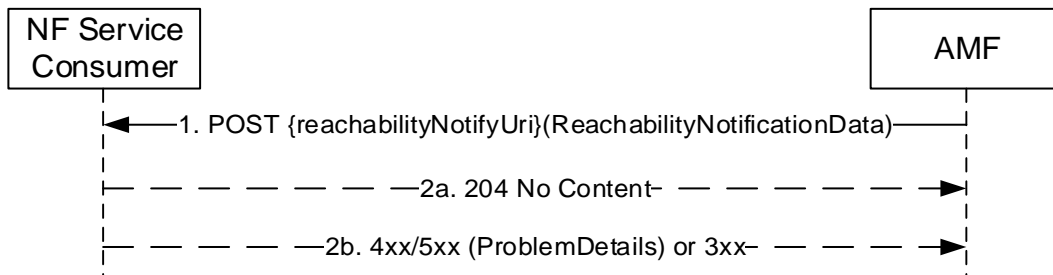 NF Service
Consumer
AMF
1. POST {reachabilityNotifyUri}(ReachabilityNotificationData)
2a. 204 No Content
2b. 4xx/5xx (ProblemDetails) or 3xx